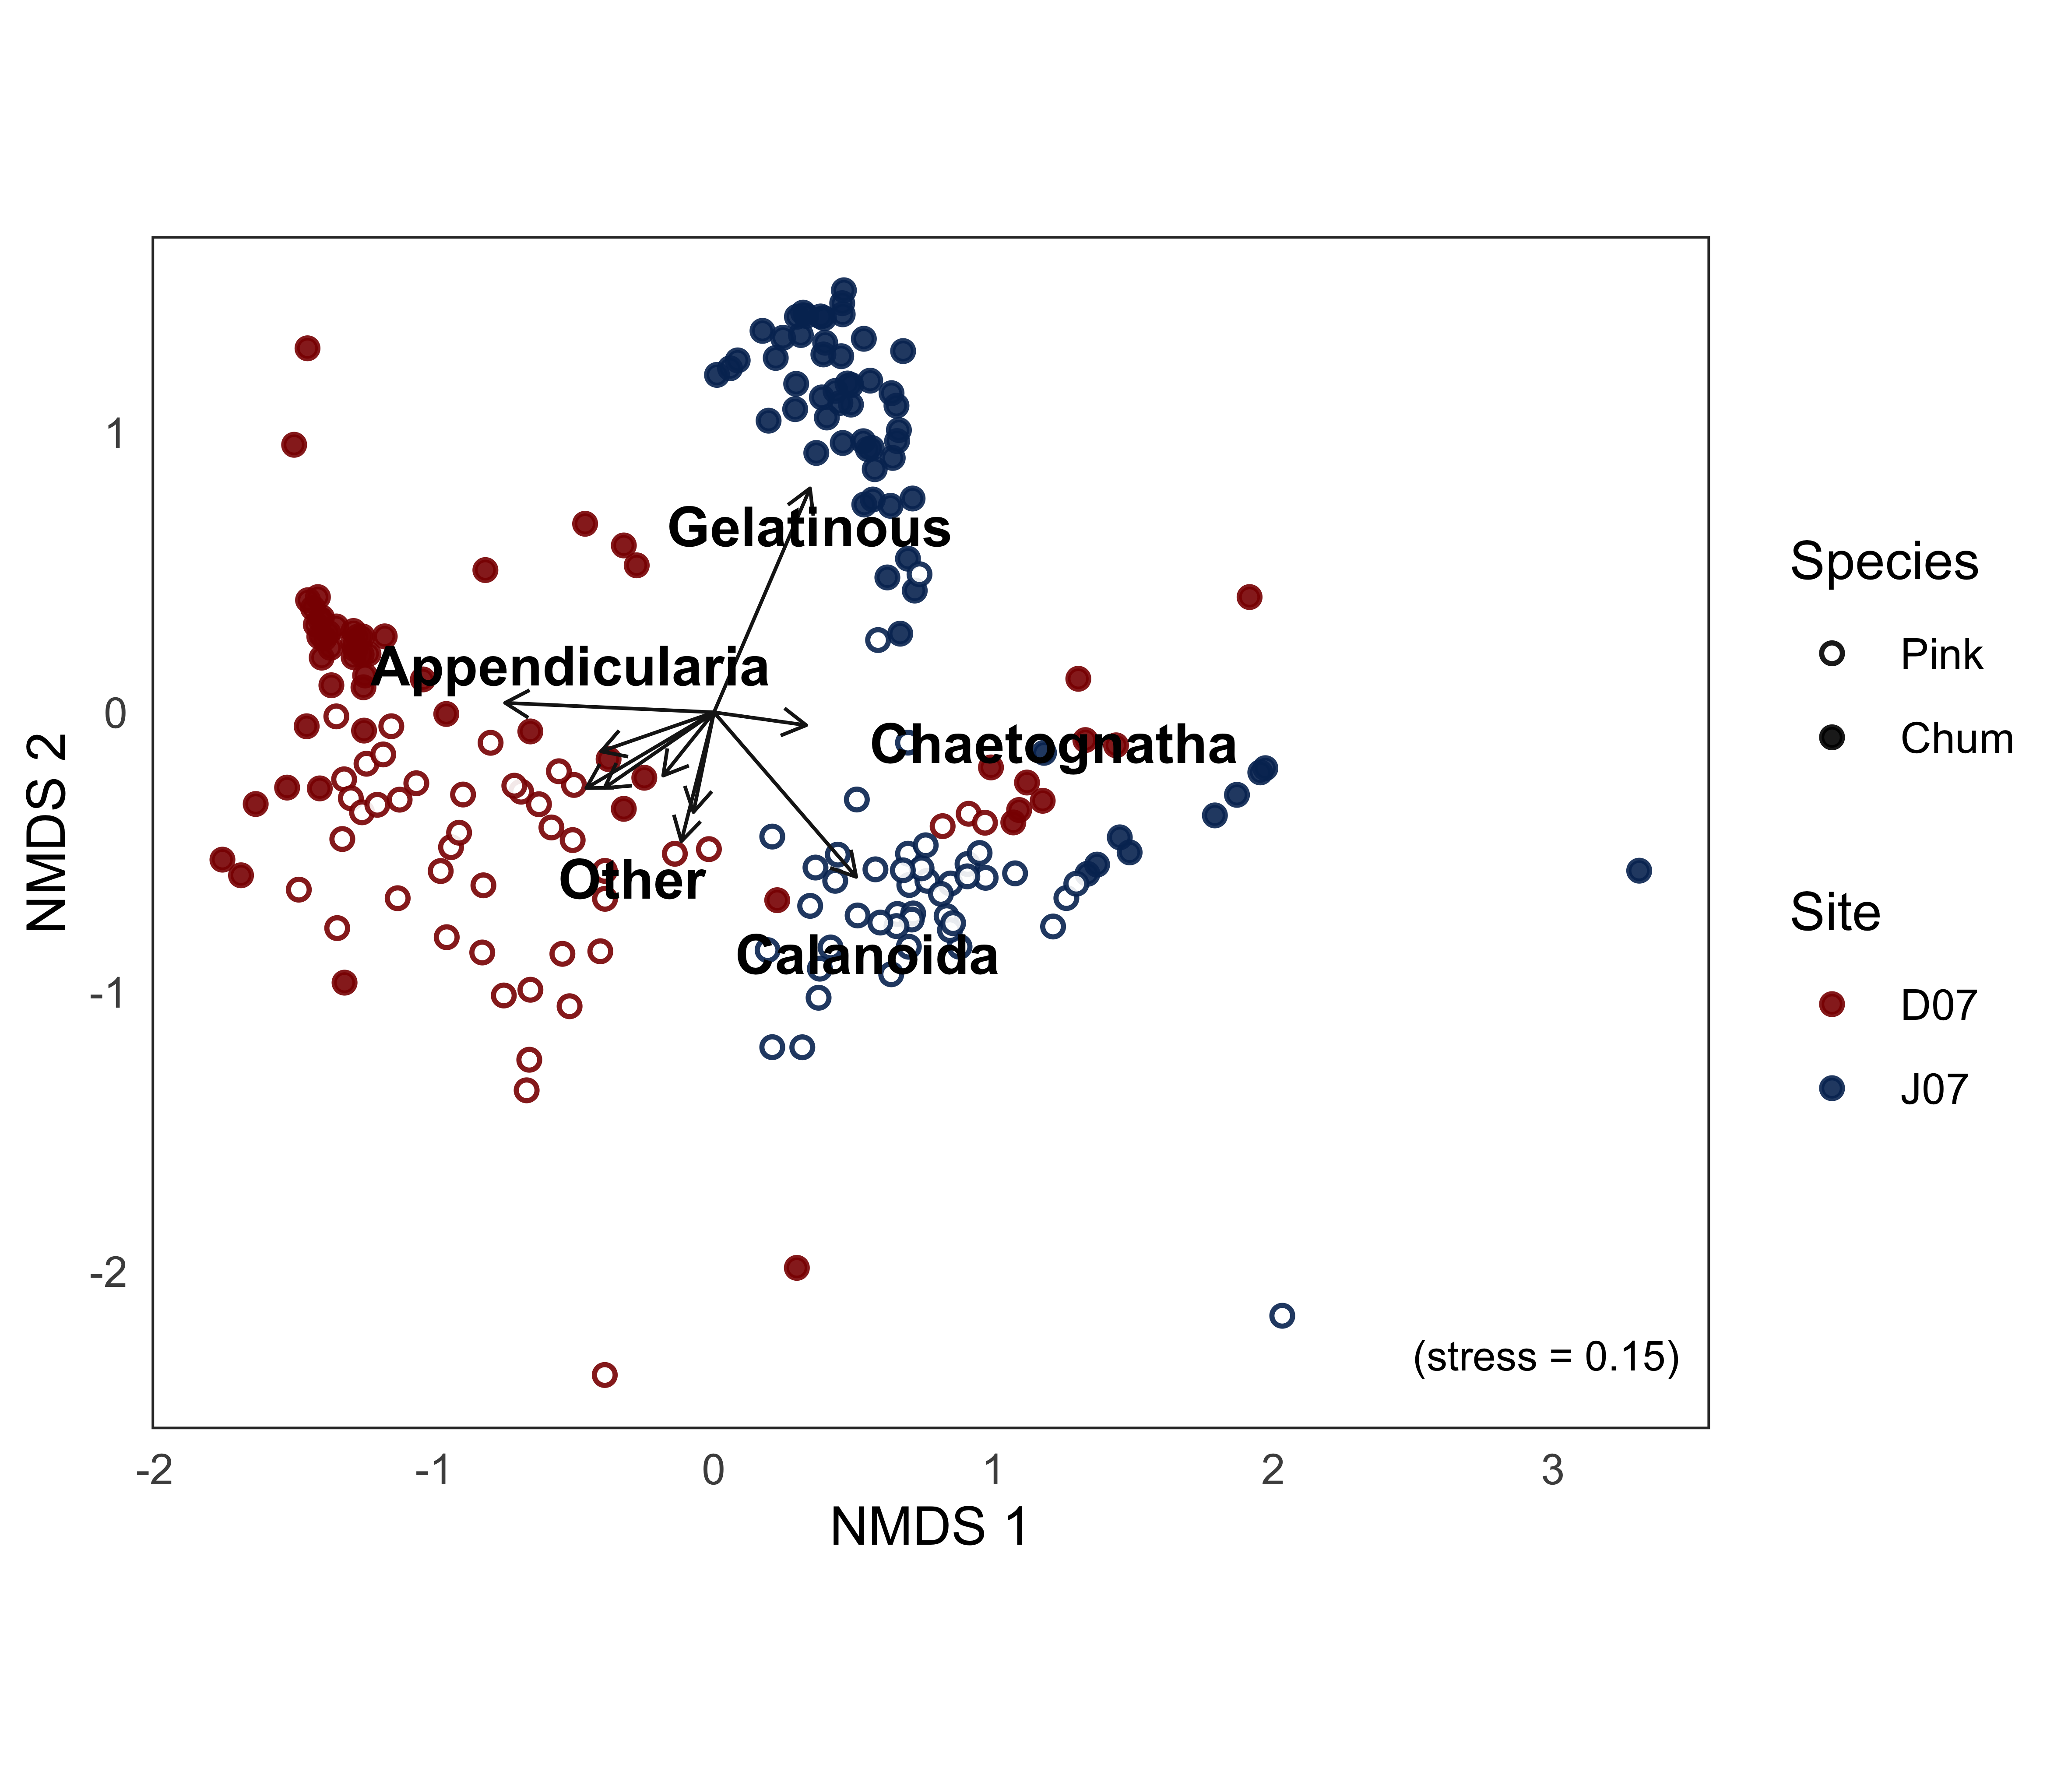 Gelatinous
Appendicularia
Chaetognatha
Other
Calanoida
(stress = 0.15)
1
0
-1
-2
NMDS 2
-2
-1
0
1
2
3
NMDS 1
Species
Pink
Chum
Site
D07
J07